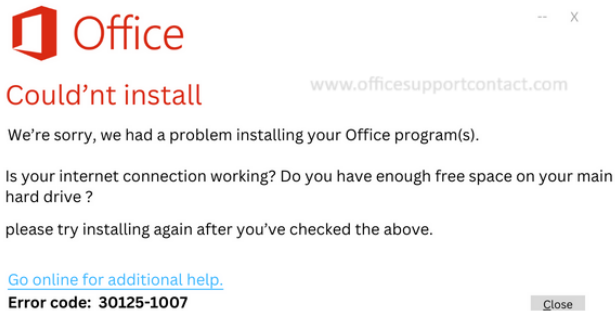 Office
-- X
www.officesupportcontact.com
Could'nt install
We're sorry, we had a problem installing your Office program(s).
Is your internet connection working? Do you have enough free space on your main
hard drive ?
please try installing again after you've checked the above.
Go online for additional help.
Error code: 30125-1007
Close